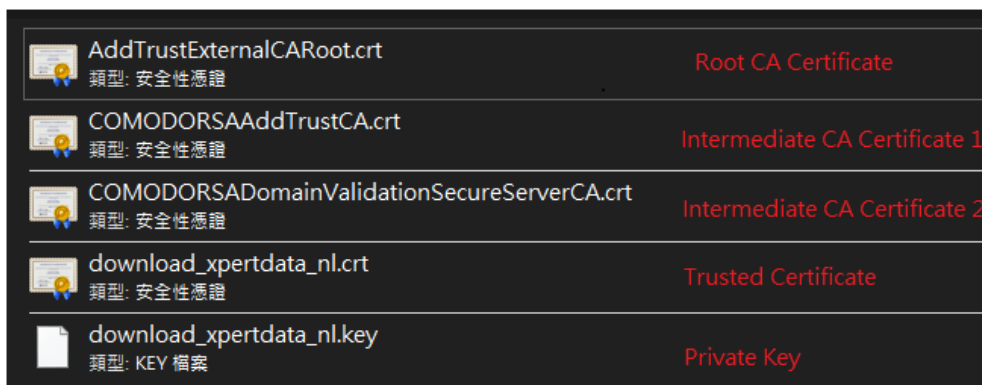 AddTrustExternalCARoot.crt
類型: 安全性憑證
Root CA Certificate
COMODORSAAddTrustCA.crt
類型: 安全性憑證
Intermediate CA Certificate 1
COMODORSADomainValidationSecureServerCA.crt
類型: 安全性憑證
Intermediate CA Certificate 2
download_xpertdata_nl.crt
類型: 安全性憑證
Trusted Certificate
download_xpertdata_nl.key
類型: KEY 檔案
Private Key